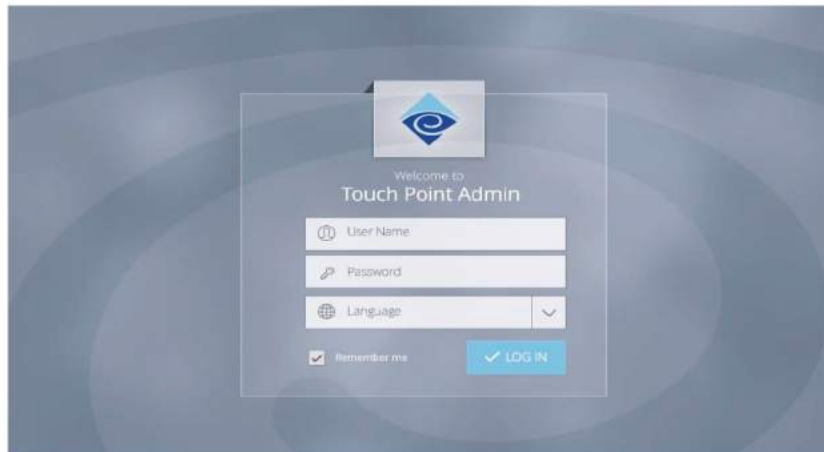 Welcome to
Touch Point Admin
User Name
Password
Language
Remember me
LOG IN